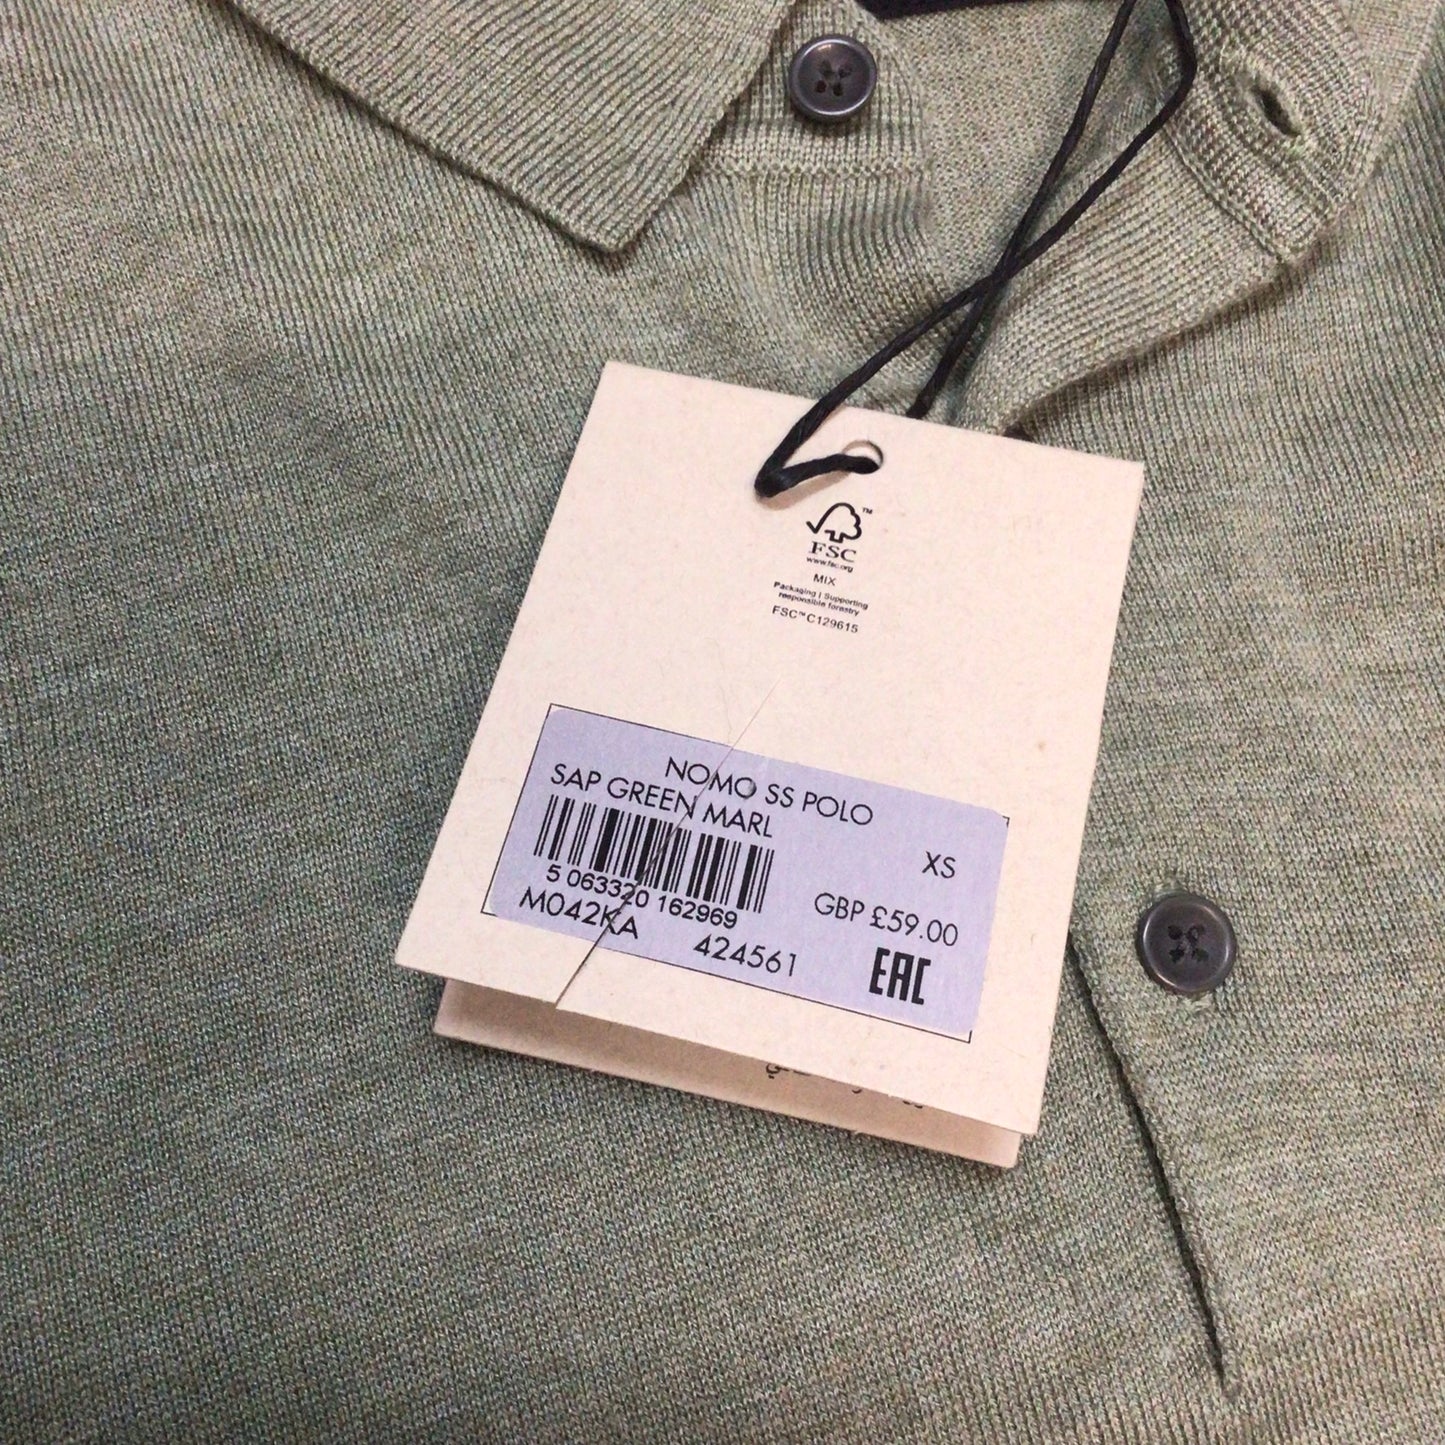 TM
FSC
www.fsc.org
MIX
Packaging | Supporting
responsible forestry
FSC™ C129615
NOMO SS POLO
SAP GREEN MARL
XS
5 063320 162969
GBP £59.00
M042KA
424561
EAC